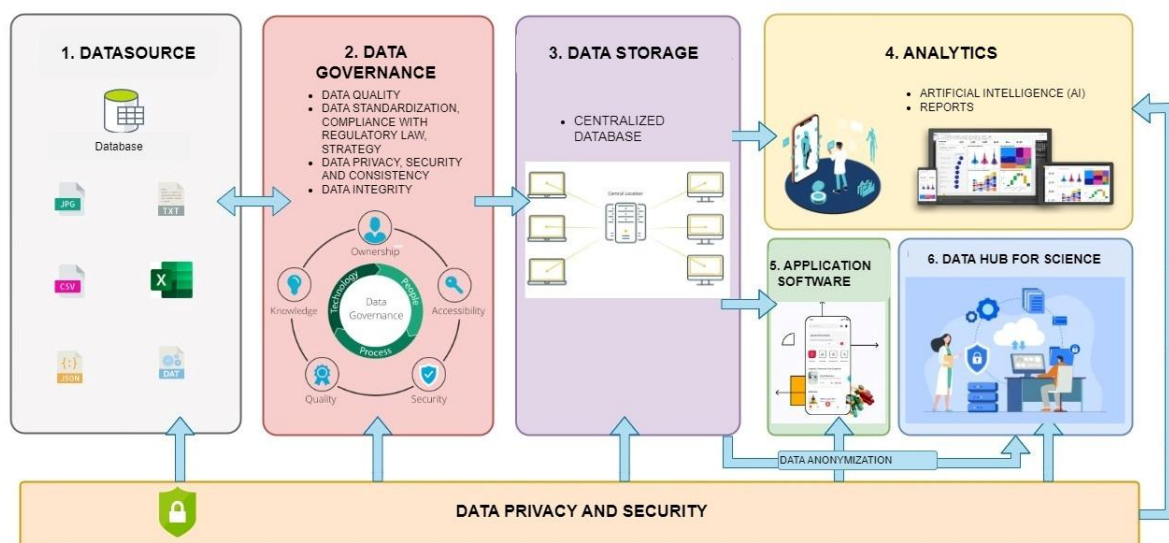 1. DATASOURCE
Database
JPG
TXT
CSV
X
{:}
JSON
DAT
2. DATA
GOVERNANCE
• DATA QUALITY
• DATA STANDARDIZATION,
COMPLIANCE WITH
REGULATORY LAW,
STRATEGY
• DATA PRIVACY, SECURITY
AND CONSISTENCY
• DATA INTEGRITY
Ownership
Technology
People
Knowledge
Data
Governance
Accessibility
Process
Quality
Security
3. DATA STORAGE
• CENTRALIZED
DATABASE
Central Location
4. ANALYTICS
• ARTIFICIAL INTELLIGENCE (AI)
• REPORTS
5. APPLICATION
SOFTWARE
6. DATA HUB FOR SCIENCE
DATA ANONYMIZATION
DATA PRIVACY AND SECURITY